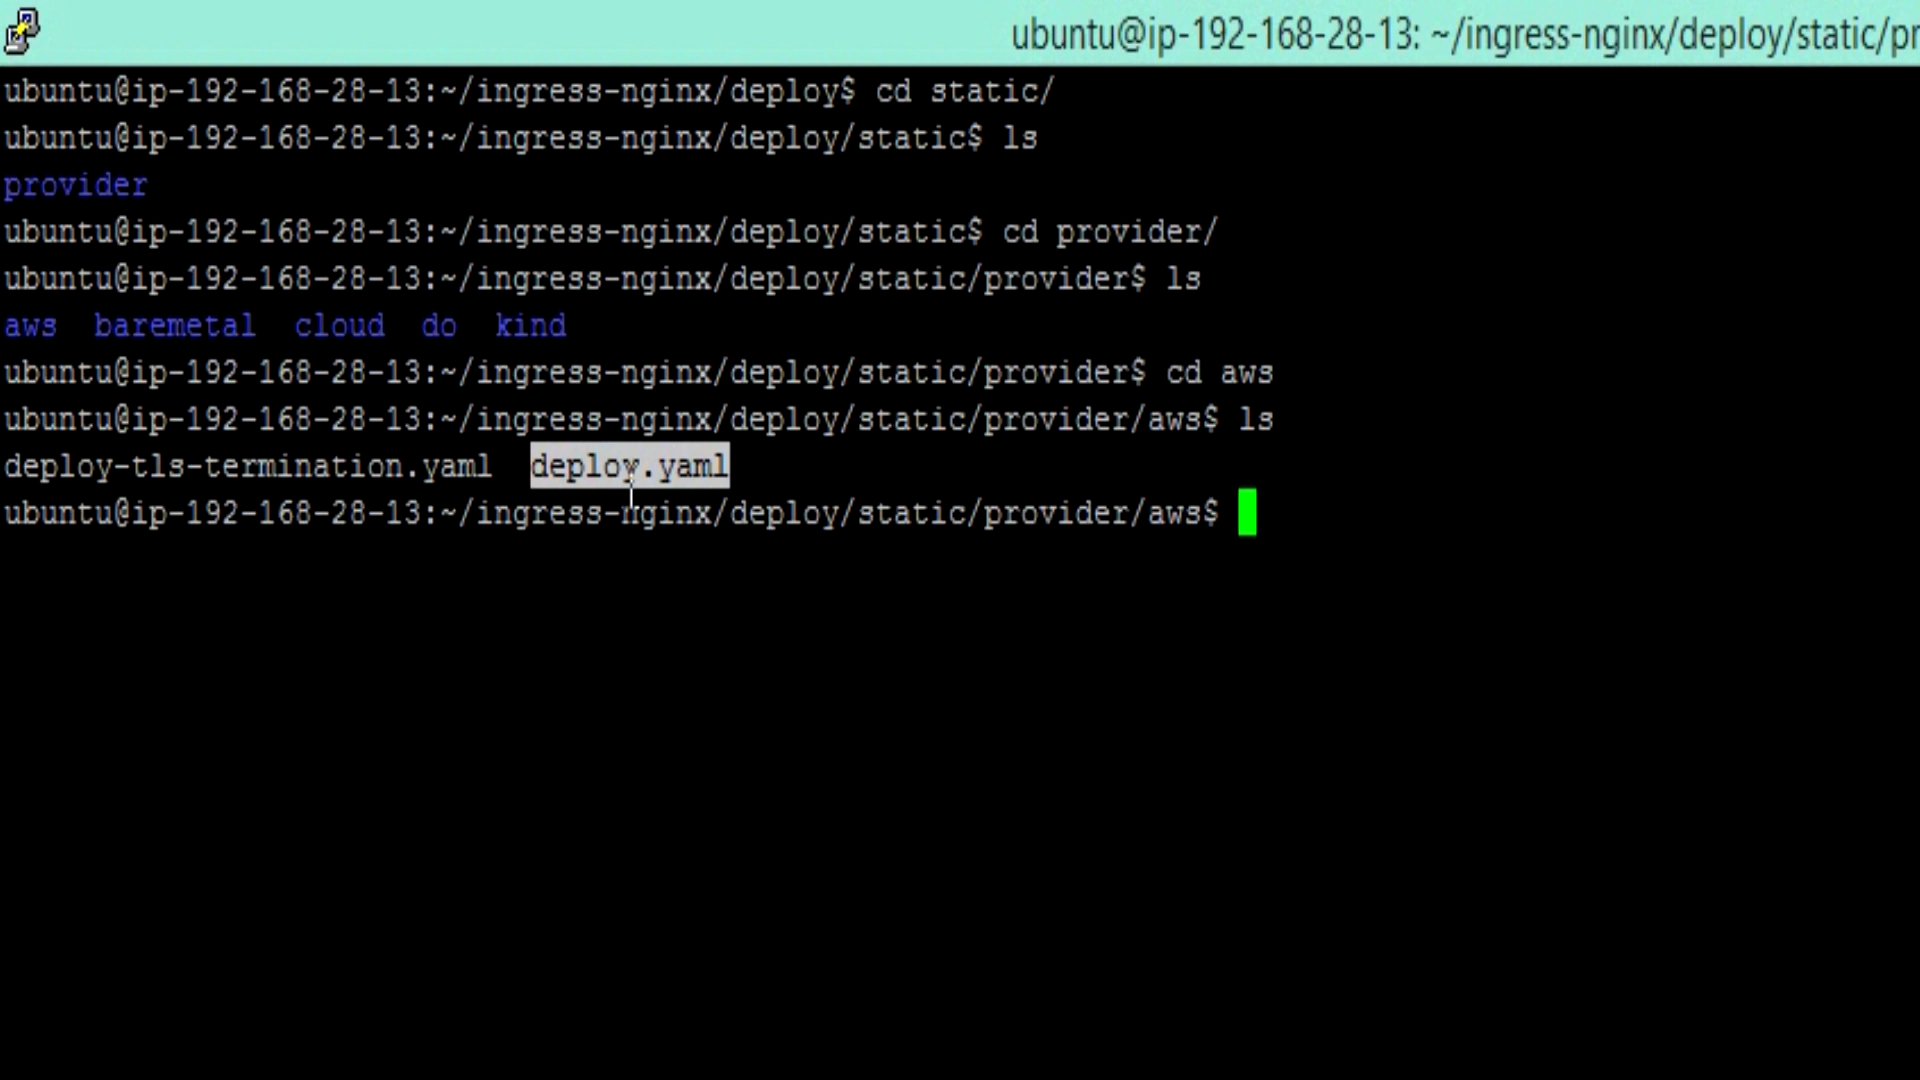 ubuntu@ip-192-168-28-13: ~/ingress-nginx/deploy/static/pr
ubuntu@ip-192-168-28-13:~/ingress-nginx/deploy$ cd static/
ubuntu@ip-192-168-28-13:~/ingress-nginx/deploy/static$ ls
provider
ubuntu@ip-192-168-28-13:~/ingress-nginx/deploy/static$ cd provider/
ubuntu@ip-192-168-28-13:~/ingress-nginx/deploy/static/provider$ ls
aws  baremetal  cloud  do  kind
ubuntu@ip-192-168-28-13:~/ingress-nginx/deploy/static/provider$ cd aws
ubuntu@ip-192-168-28-13:~/ingress-nginx/deploy/static/provider/aws$ ls
deploy-tls-termination.yaml  deploy.yaml
ubuntu@ip-192-168-28-13:~/ingress-nginx/deploy/static/provider/aws$